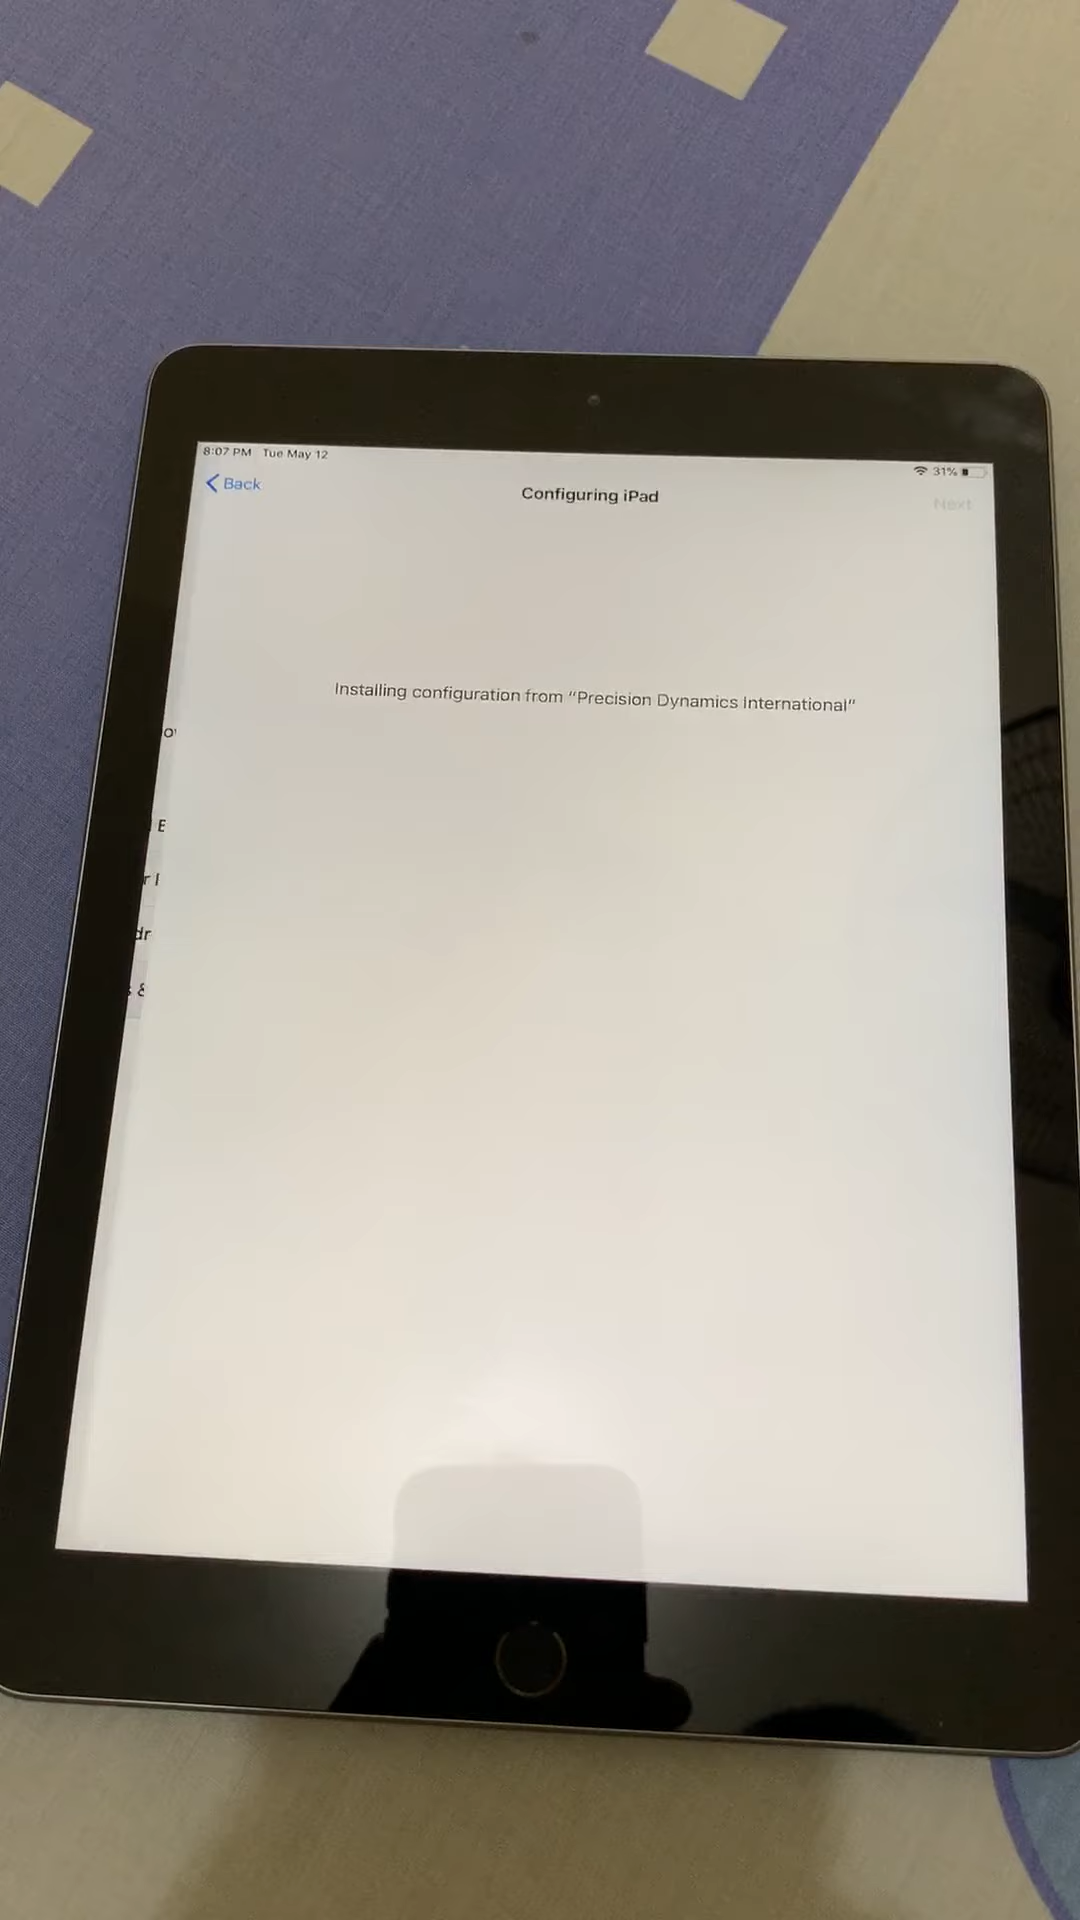 8:07 PM Tue May 12
31%
Back
Configuring iPad
Next
Installing configuration from “Precision Dynamics International”